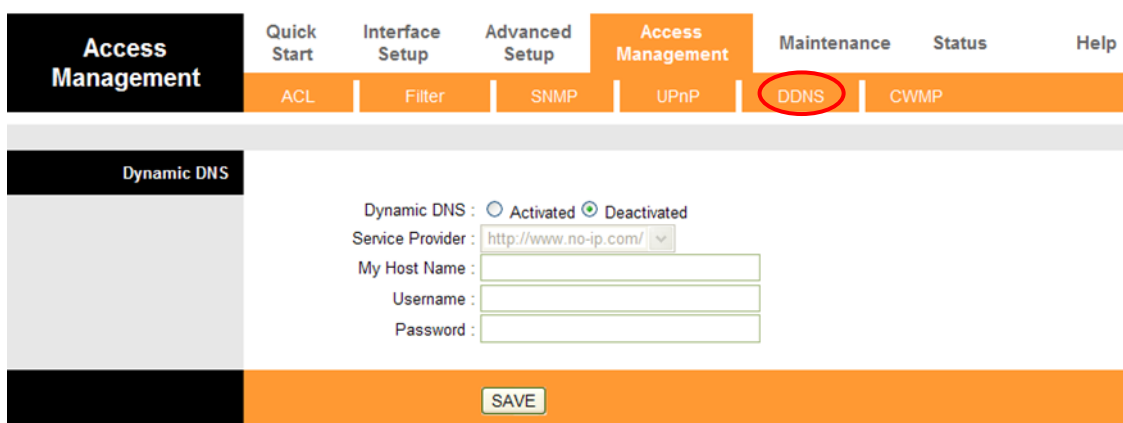 Access Management
Quick Start
Interface Setup
Advanced Setup
Access Management
Maintenance
Status
Help
ACL
Filter
SNMP
UPnP
DDNS
CWMP
Dynamic DNS
Dynamic DNS : Activated Deactivated
Service Provider : http://www.no-ip.com/
My Host Name :
Username :
Password :
SAVE